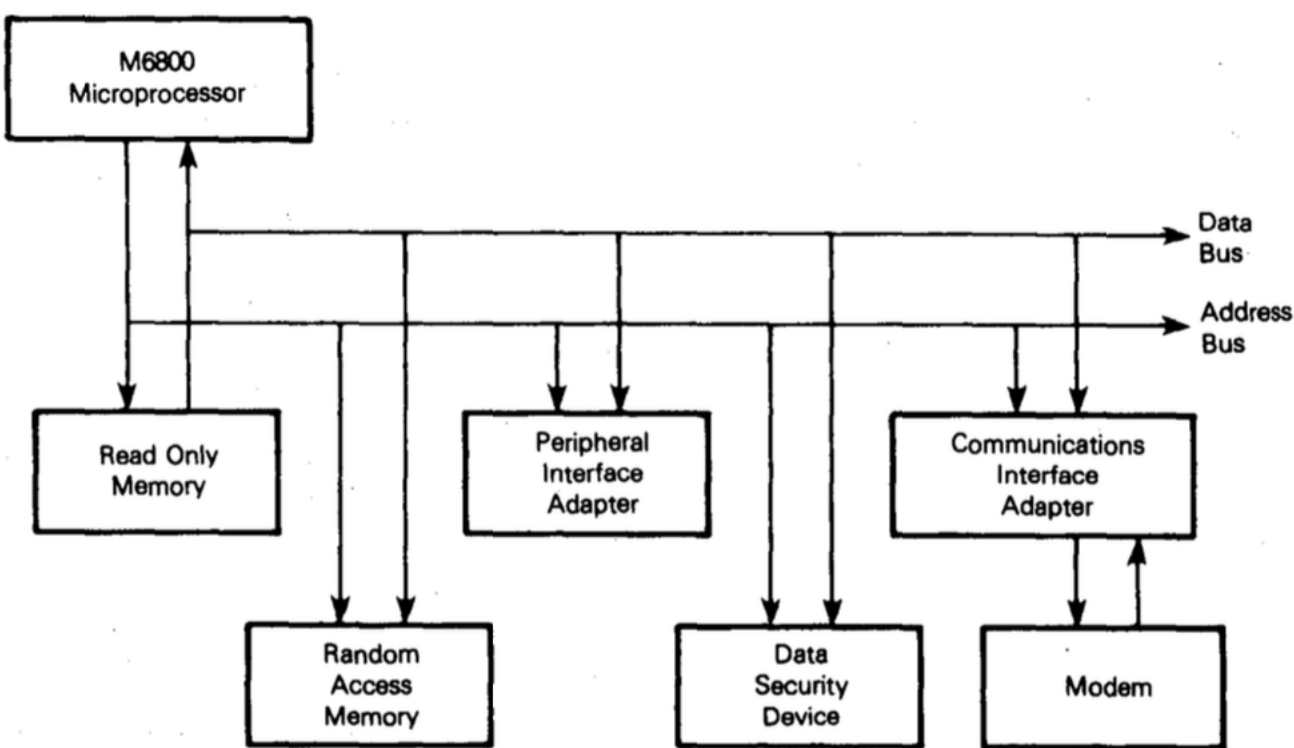 M6800
Microprocessor
Data
Bus
Address
Bus
Read Only
Memory
Peripheral
Interface
Adapter
Communications
Interface
Adapter
Random
Access
Memory
Data
Security
Device
Modem